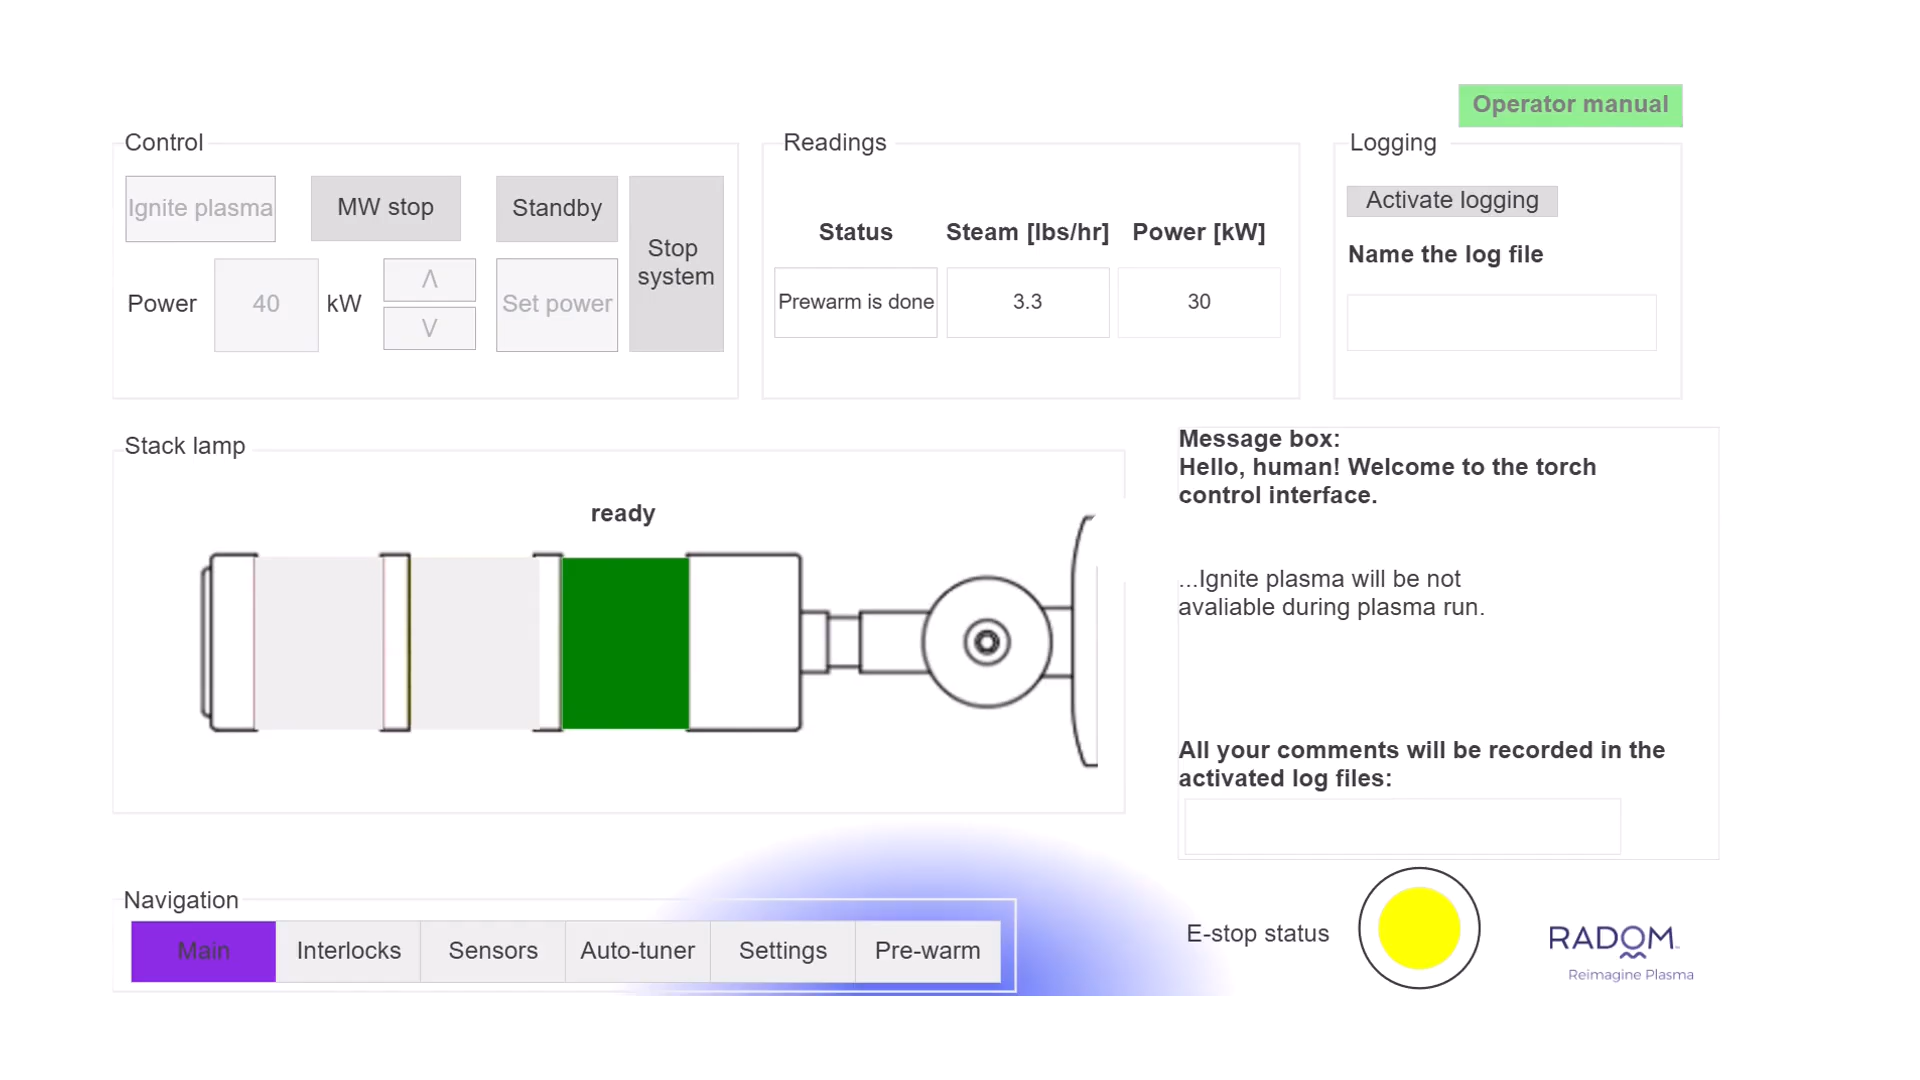 Operator manual
Control
Ignite plasma
MW stop
Standby
Stop
system
Power
40
kW
Λ
V
Set power
Readings
Status
Steam [lbs/hr]
Power [kW]
Prewarm is done
3.3
30
Logging
Activate logging
Name the log file
Stack lamp
ready
Message box:
Hello, human! Welcome to the torch
control interface.
...Ignite plasma will be not
avaliable during plasma run.
All your comments will be recorded in the
activated log files:
Navigation
Main
Interlocks
Sensors
Auto-tuner
Settings
Pre-warm
E-stop status
RADOM
Reimagine Plasma